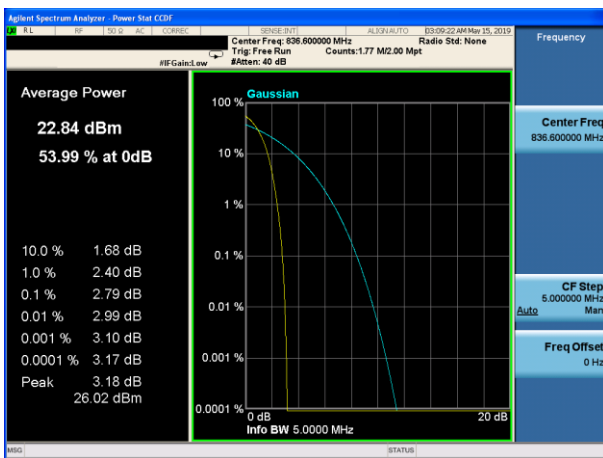 Agilent Spectrum Analyzer - Power Stat CCDF
RL RF 50 Ω AC CORREC SENSE:INT ALIGN AUTO 03:09:22 AM May 15, 2019
Center Freq: 836.600000 MHz Radio Std: None
Trig: Free Run Counts:1.77 M/2.00 Mpt
#IFGain:Low #Atten: 40 dB
Frequency
Average Power
22.84 dBm
53.99 % at 0dB
10.0 % 1.68 dB
1.0 % 2.40 dB
0.1 % 2.79 dB
0.01 % 2.99 dB
0.001 % 3.10 dB
0.0001 % 3.17 dB
Peak 3.18 dB
26.02 dBm
Gaussian
100 %
10 %
1 %
0.1 %
0.01 %
0.001 %
0.0001 %
0 dB 20 dB
Info BW 5.0000 MHz
Center Freq
836.600000 MHz
CF Step
5.000000 MHz
Auto Man
Freq Offset
0 Hz
MSG STATUS